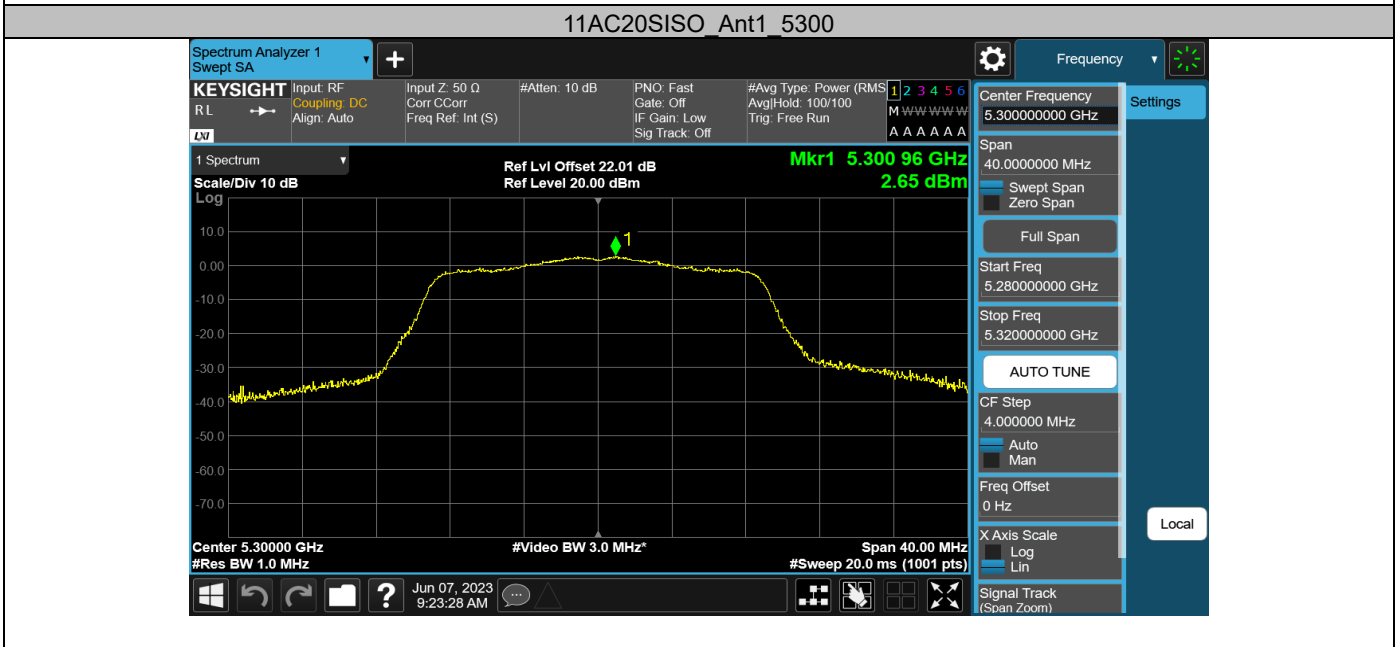 11AC20SISO_Ant1_5300
Spectrum Analyzer 1
Swept SA
+
Frequency
KEYSIGHT
RL
LXI
Input: RF
Coupling: DC
Align: Auto
Input Z: 50 Ω
Corr CCorr
Freq Ref: Int (S)
#Atten: 10 dB
PNO: Fast
Gate: Off
IF Gain: Low
Sig Track: Off
#Avg Type: Power (RMS
Avg|Hold: 100/100
Trig: Free Run
1 2 3 4 5 6
M W W W W W
A A A A A A
1 Spectrum
Scale/Div 10 dB
Ref Lvl Offset 22.01 dB
Ref Level 20.00 dBm
Mkr1 5.300 96 GHz
2.65 dBm
Log
10.0
0.00
-10.0
-20.0
-30.0
-40.0
-50.0
-60.0
-70.0
1
Center 5.30000 GHz
#Res BW 1.0 MHz
#Video BW 3.0 MHz*
Span 40.00 MHz
#Sweep 20.0 ms (1001 pts)
Center Frequency
5.300000000 GHz
Span
40.0000000 MHz
Swept Span
Zero Span
Full Span
Start Freq
5.280000000 GHz
Stop Freq
5.320000000 GHz
AUTO TUNE
CF Step
4.000000 MHz
Auto
Man
Freq Offset
0 Hz
X Axis Scale
Log
Lin
Signal Track
(Span Zoom)
Settings
Local
?
Jun 07, 2023
9:23:28 AM